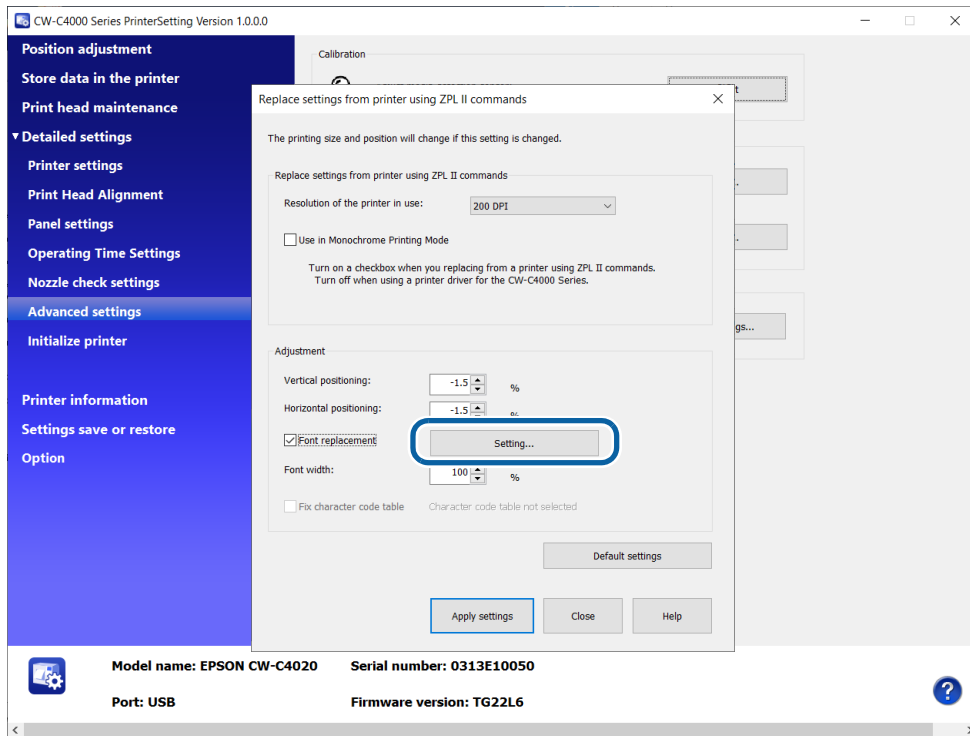 CW-C4000 Series PrinterSetting Version 1.0.0.0
Position adjustment
Store data in the printer
Print head maintenance
Detailed settings
Printer settings
Print Head Alignment
Panel settings
Operating Time Settings
Nozzle check settings
Advanced settings
Initialize printer
Printer information
Settings save or restore
Option
Calibration
t
.
.
gs...
Replace settings from printer using ZPL II commands
The printing size and position will change if this setting is changed.
Replace settings from printer using ZPL II commands
Resolution of the printer in use: 200 DPI
Use in Monochrome Printing Mode
Turn on a checkbox when you replacing from a printer using ZPL II commands.
Turn off when using a printer driver for the CW-C4000 Series.
Adjustment
Vertical positioning: -1.5 %
Horizontal positioning: -1.5 %
Font replacement Setting...
Font width: 100 %
Fix character code table Character code table not selected
Default settings
Apply settings Close Help
Model name: EPSON CW-C4020 Serial number: 0313E10050
Port: USB Firmware version: TG22L6
?